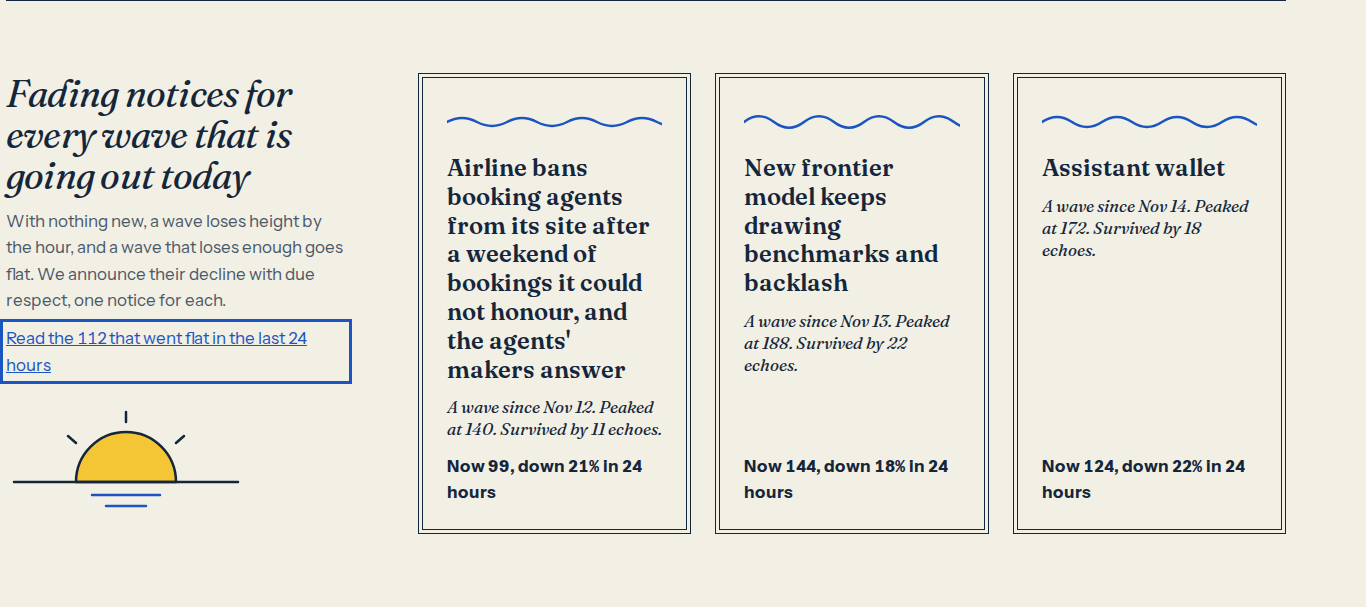 Fading notices for
every wave that is
going out today
With nothing new, a wave loses height by
the hour, and a wave that loses enough goes
flat. We announce their decline with due
respect, one notice for each.
Read the 112 that went flat in the last 24
hours
Airline bans
booking agents
from its site after
a weekend of
bookings it could
not honour, and
the agents'
makers answer
A wave since Nov 12. Peaked
at 140. Survived by 11 echoes.
Now 99, down 21% in 24
hours
New frontier
model keeps
drawing
benchmarks and
backlash
A wave since Nov 13. Peaked
at 188. Survived by 22
echoes.
Now 144, down 18% in 24
hours
Assistant wallet
A wave since Nov 14. Peaked
at 172. Survived by 18
echoes.
Now 124, down 22% in 24
hours